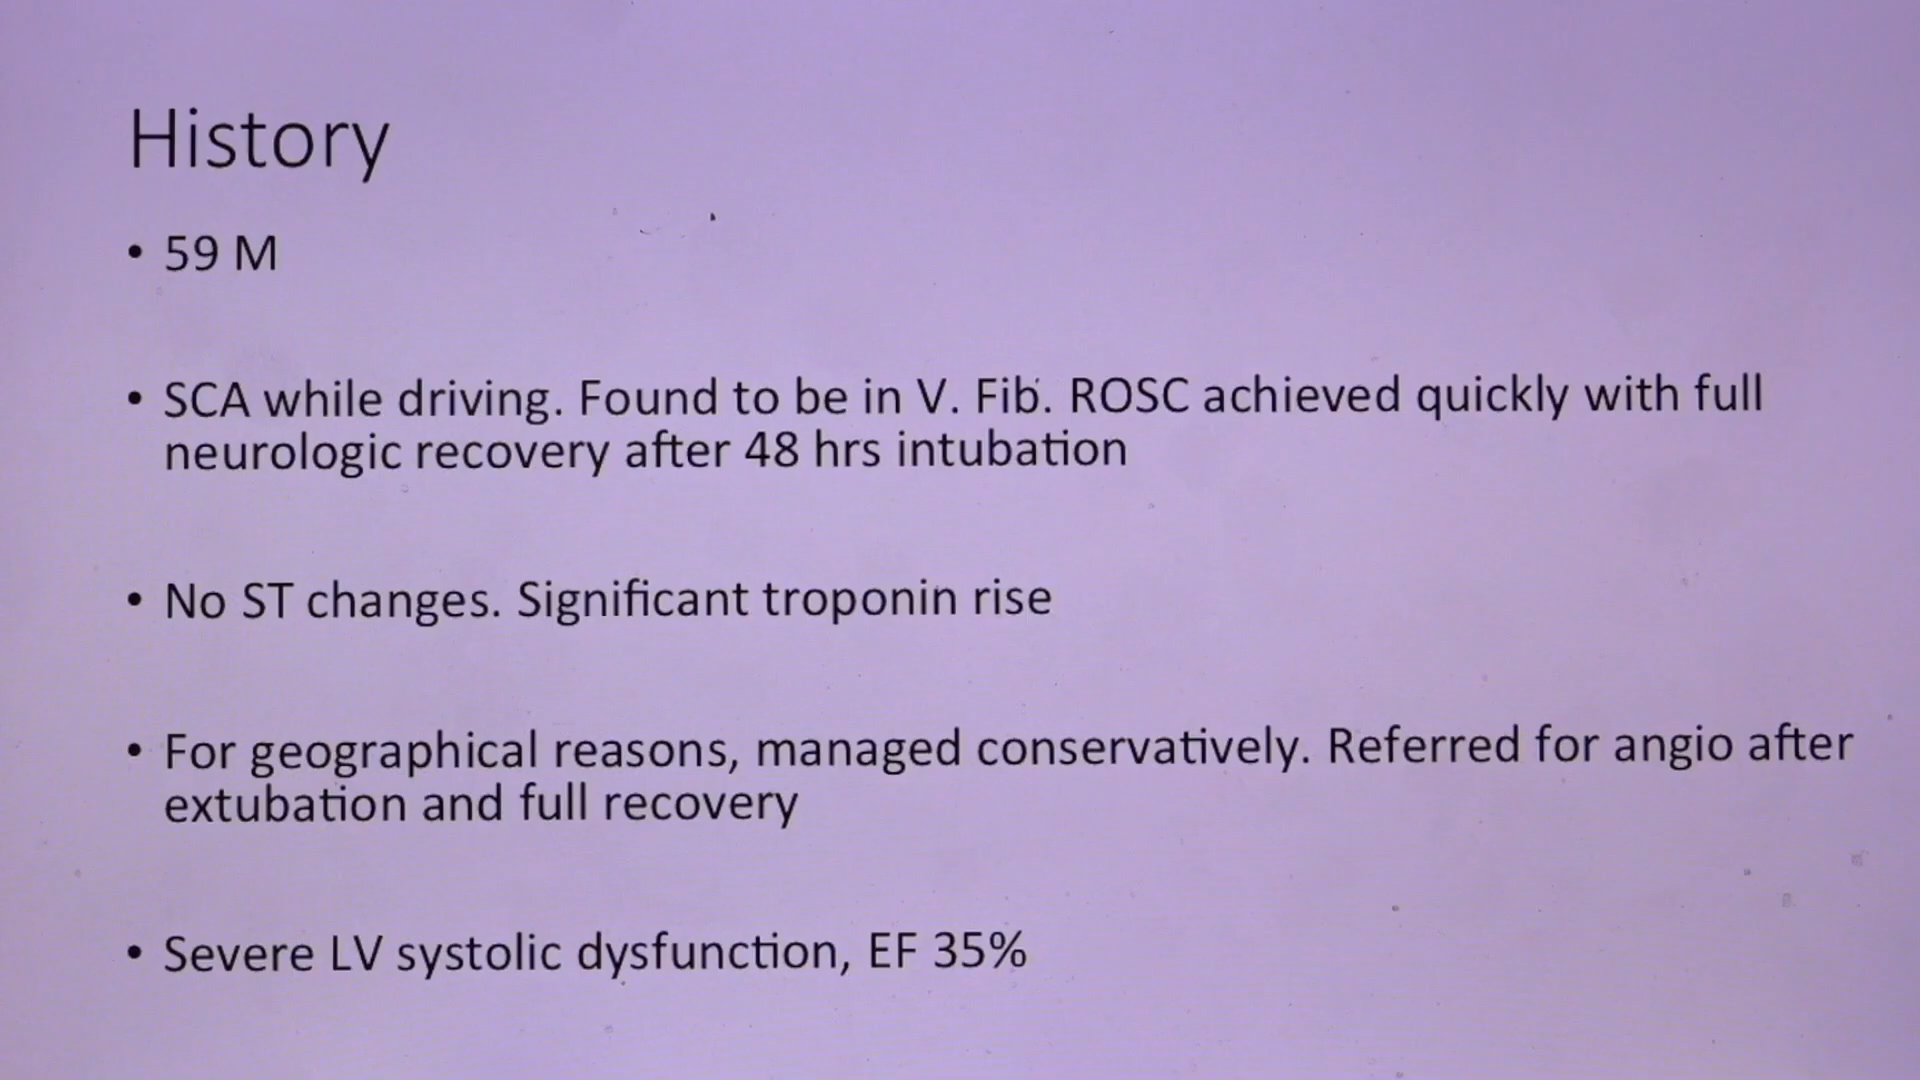 History
• 59 M
• SCA while driving. Found to be in V. Fib. ROSC achieved quickly with full
neurologic recovery after 48 hrs intubation
• No ST changes. Significant troponin rise
• For geographical reasons, managed conservatively. Referred for angio after
extubation and full recovery
• Severe LV systolic dysfunction, EF 35%